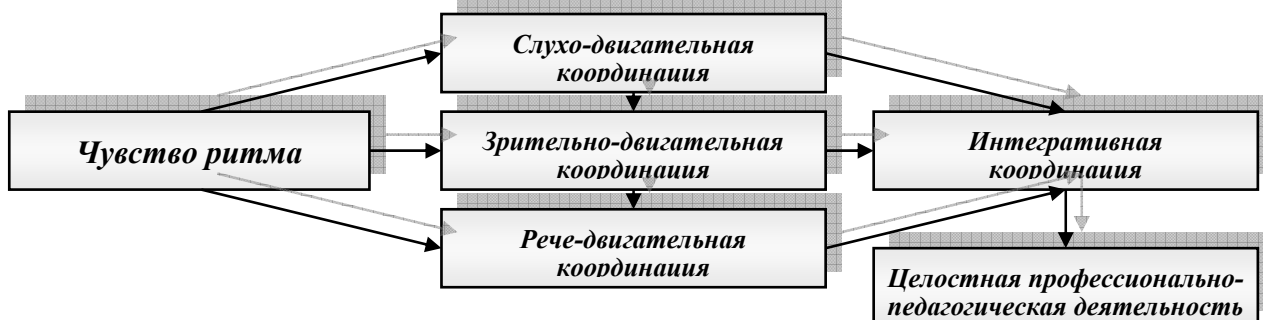 Слухо-двигательная
координация
Чувство ритма
Зрительно-двигательная
координация
Интегративная
координация
Рече-двигательная
координация
Целостная профессионально-
педагогическая деятельность